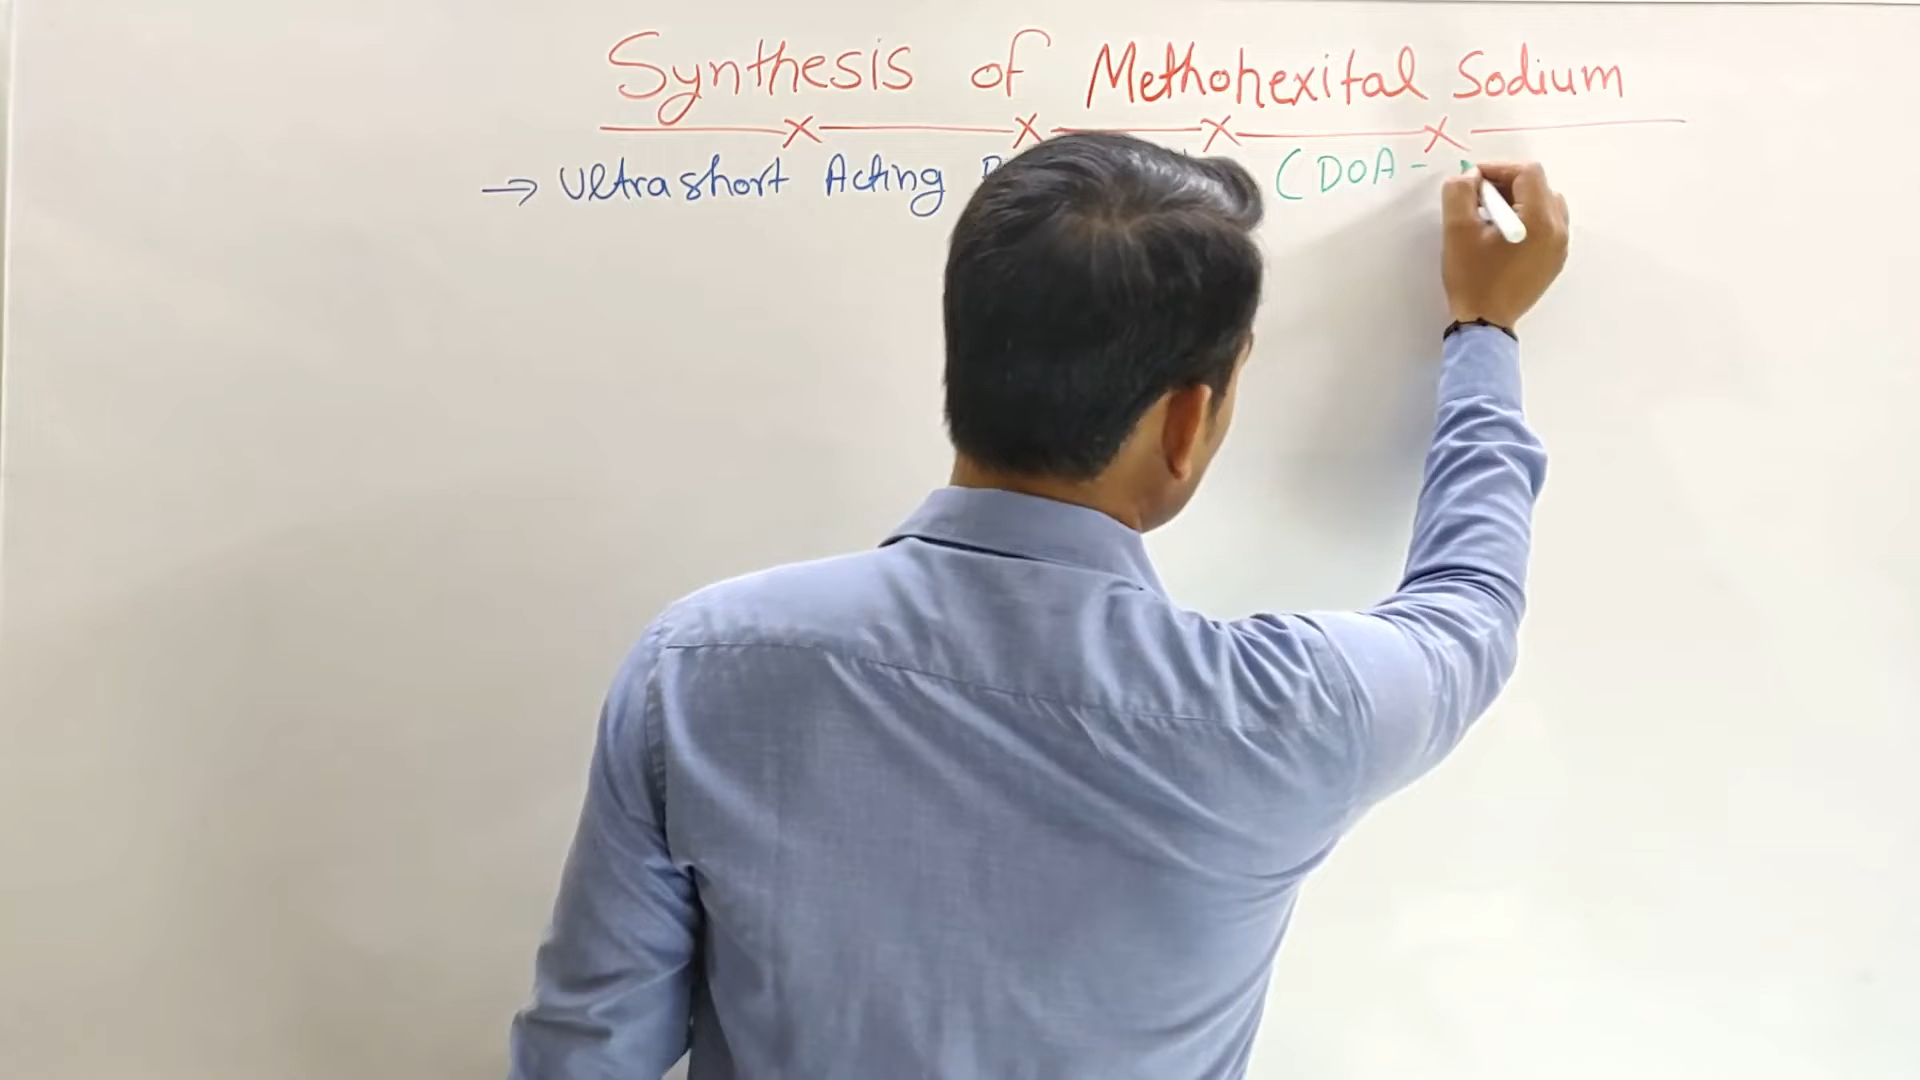 Synthesis of Methohexital Sodium
→ Ultrashort Acting (DOA -